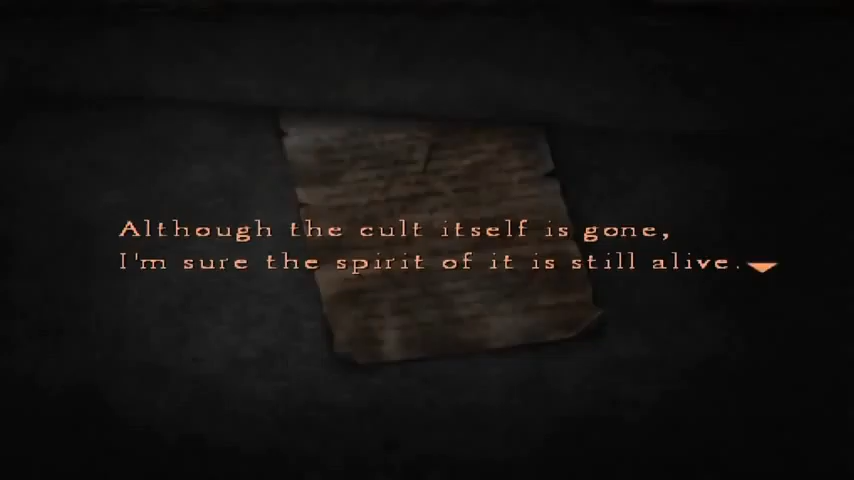 Although the cult itself is gone,
I'm sure the spirit of it is still alive.